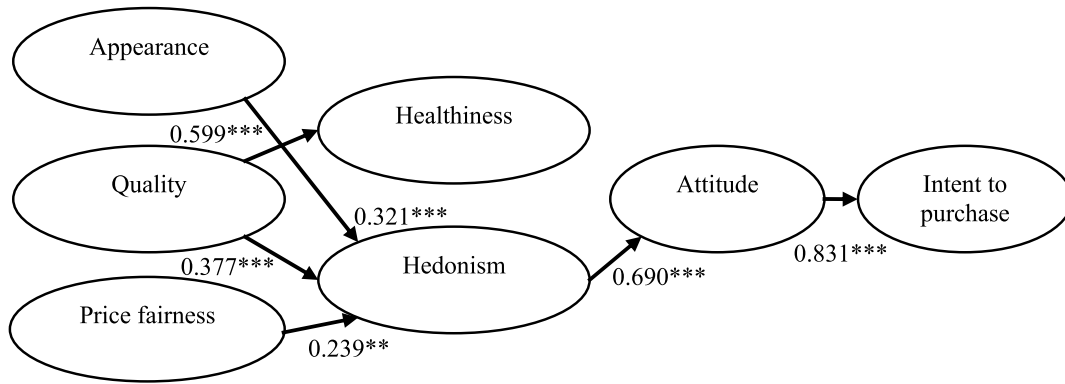 Appearance
Healthiness
0.599***
Quality
Attitude
Intent to
purchase
0.321***
0.377***
Hedonism
0.831***
0.690***
Price fairness
0.239**